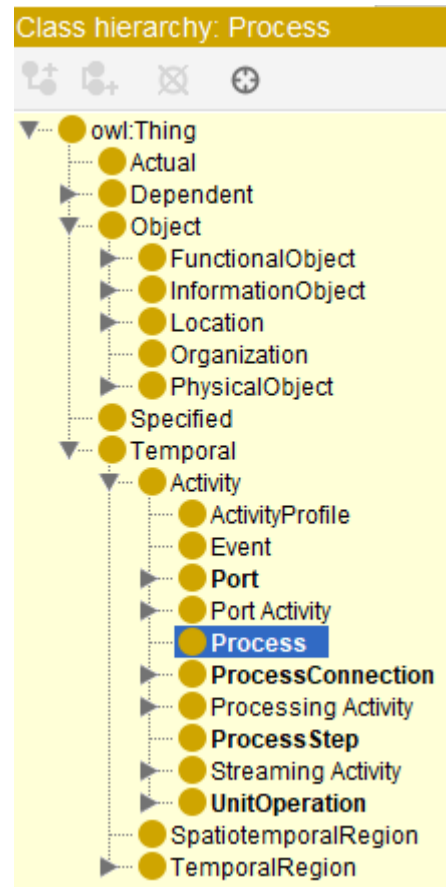 Class hierarchy: Process
owl:Thing
Actual
Dependent
Object
FunctionalObject
InformationObject
Location
Organization
PhysicalObject
Specified
Temporal
Activity
ActivityProfile
Event
Port
Port Activity
Process
ProcessConnection
Processing Activity
ProcessStep
Streaming Activity
UnitOperation
SpatiotemporalRegion
TemporalRegion